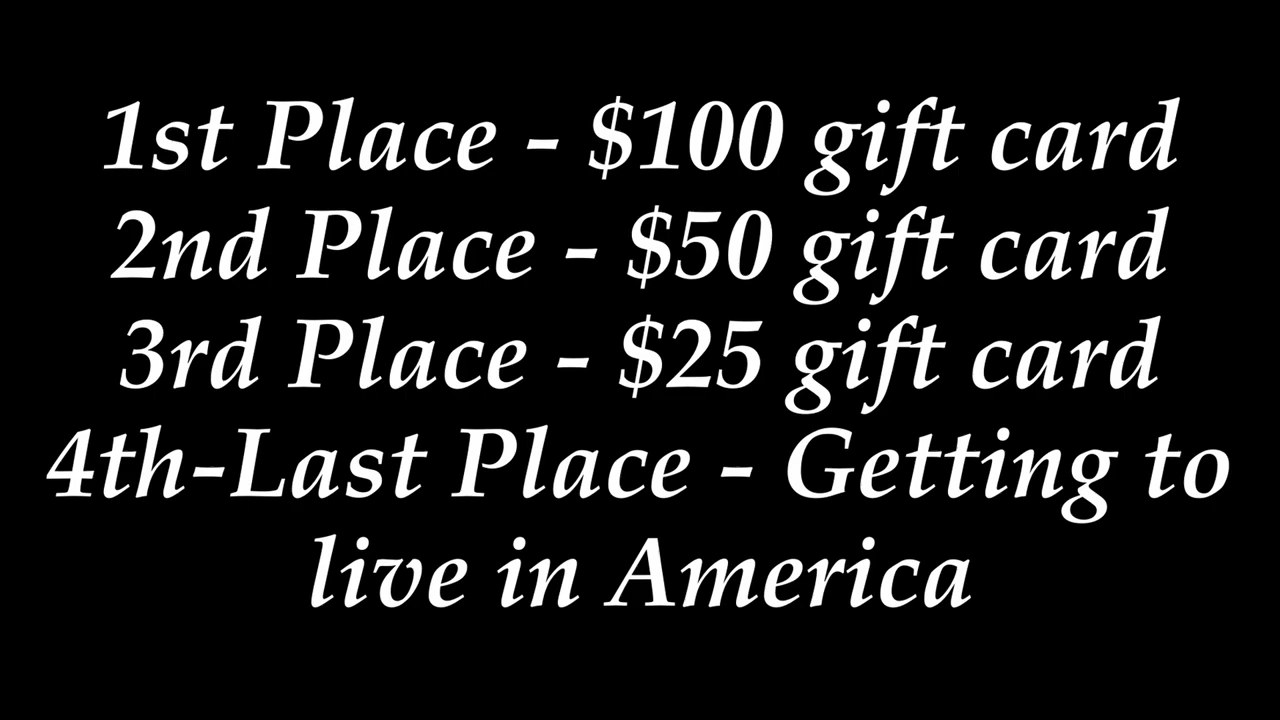 1st Place - $100 gift card
2nd Place - $50 gift card
3rd Place - $25 gift card
4th-Last Place - Getting to
live in America